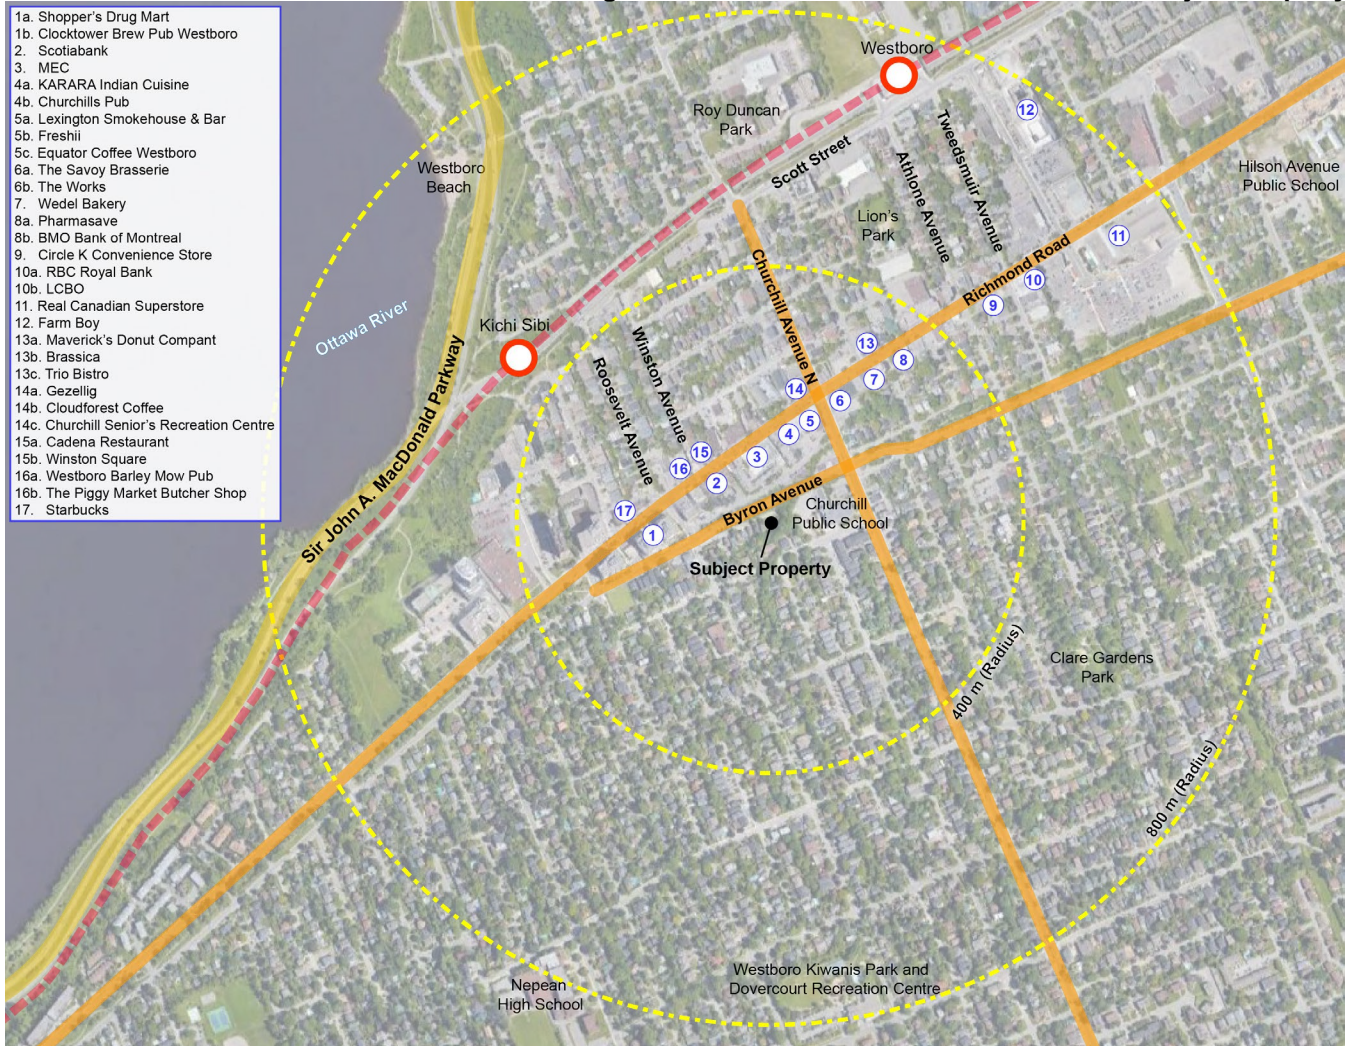 1a. Shopper's Drug Mart
1b. Clocktower Brew Pub Westboro
2. Scotiabank
3. MEC
4a. KARARA Indian Cuisine
4b. Churchills Pub
5a. Lexington Smokehouse & Bar
5b. Freshii
5c. Equator Coffee Westboro
6a. The Savoy Brasserie
6b. The Works
7. Wedel Bakery
8a. Pharmasave
8b. BMO Bank of Montreal
9. Circle K Convenience Store
10a. RBC Royal Bank
10b. LCBO
11. Real Canadian Superstore
12. Farm Boy
13a. Maverick's Donut Compant
13b. Brassica
13c. Trio Bistro
14a. Gezellig
14b. Cloudforest Coffee
14c. Churchill Senior's Recreation Centre
15a. Cadena Restaurant
15b. Winston Square
16a. Westboro Barley Mow Pub
16b. The Piggy Market Butcher Shop
17. Starbucks
Westboro
Roy Duncan
Park
12
Tweedsmuir Avenue
Scott Street
Athlone Avenue
Westboro
Beach
Hilson Avenue
Public School
Lion's
Park
11
Richmond Road
10
9
Churchill Avenue N
Ottawa River
Kichi Sibi
Winston Avenue
Roosevelt Avenue
13
8
7
14
6
5
4
3
15
16
2
17
1
Sir John A. MacDonald Parkway
Byron Avenue
Churchill
Public School
Subject Property
400 m (Radius)
Clare Gardens
Park
800 m (Radius)
Westboro Kiwanis Park and
Dovercourt Recreation Centre
Nepean
High School